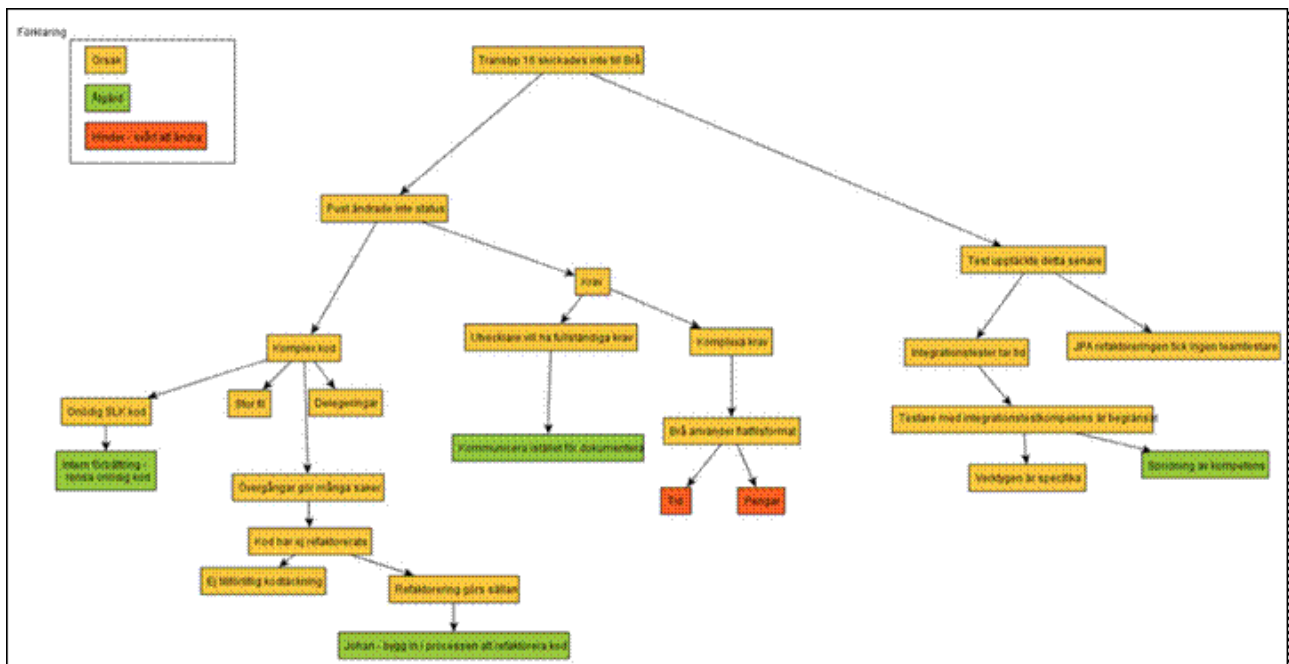 Förklaring
Orsak
Åtgärd
Hinder - svårt att ändra
Transtyp 16 skickades inte till Brå
Pust ändrade inte status
Test upptäckte detta senare
Krav
Komplex kod
Utvecklare vill ha fullständiga krav
Komplexa krav
Integrationstester tar tid
JPA refaktoreringen fick ingen teamtestare
Onödig SLK kod
Stor fil
Delegeringar
Brå använder flatfilsformat
Testare med integrationstestkompetens är begränsat
Intern förbättring -
rensa onödig kod
Kommunicera istället för dokumentera
Verktygen är specifika
Spridning av kompetens
Övergångar gör många saker
Tid
Pengar
Kod har ej refaktorerats
Ej tillförlitlig kodtäckning
Refaktorering görs sällan
Johan - bygg in i processen att refaktorera kod